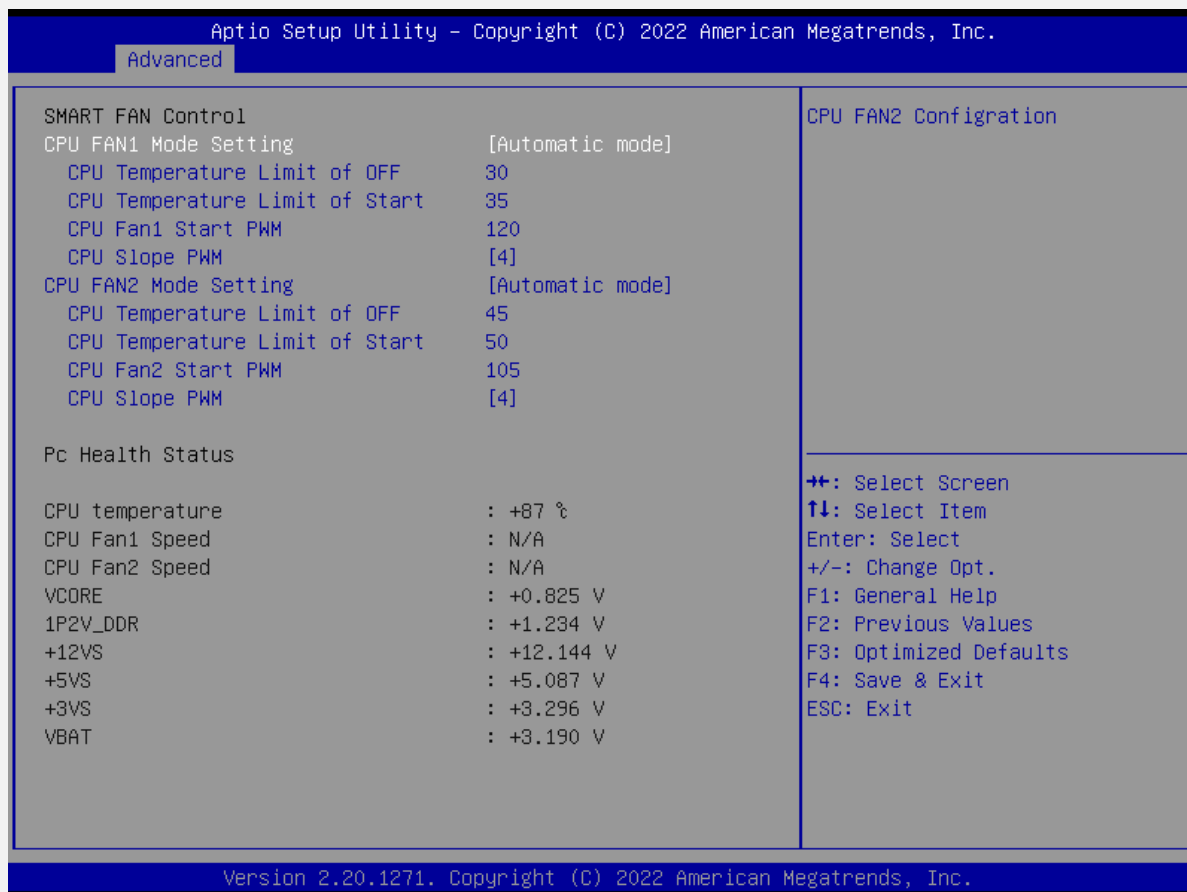 Aptio Setup Utility – Copyright (C) 2022 American Megatrends, Inc.
Advanced
SMART FAN Control
CPU FAN1 Mode Setting [Automatic mode]
CPU Temperature Limit of OFF 30
CPU Temperature Limit of Start 35
CPU Fan1 Start PWM 120
CPU Slope PWM [4]
CPU FAN2 Mode Setting [Automatic mode]
CPU Temperature Limit of OFF 45
CPU Temperature Limit of Start 50
CPU Fan2 Start PWM 105
CPU Slope PWM [4]
Pc Health Status
CPU temperature : +87 ℃
CPU Fan1 Speed : N/A
CPU Fan2 Speed : N/A
VCORE : +0.825 V
1P2V_DDR : +1.234 V
+12VS : +12.144 V
+5VS : +5.087 V
+3VS : +3.296 V
VBAT : +3.190 V
CPU FAN2 Configration
→←: Select Screen
↑↓: Select Item
Enter: Select
+/-: Change Opt.
F1: General Help
F2: Previous Values
F3: Optimized Defaults
F4: Save & Exit
ESC: Exit
Version 2.20.1271. Copyright (C) 2022 American Megatrends, Inc.